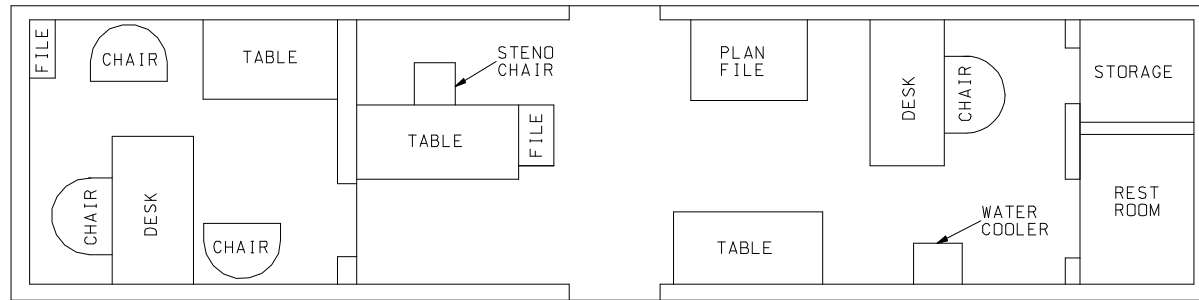 FILE
CHAIR
TABLE
STENO
CHAIR
TABLE
FILE
CHAIR
DESK
CHAIR
PLAN
FILE
DESK
CHAIR
STORAGE
REST
ROOM
WATER
COOLER
TABLE